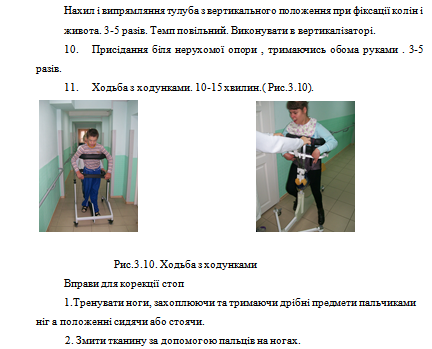 Нахил і випрямляння тулуба з вертикального положення при фіксації колін і
живота. 3-5 разів. Темп повільний. Виконувати в вертикалізаторі.
10. Присідання біля нерухомої опори , тримаючись обома руками . 3-5
разів.
11. Ходьба з ходунками. 10-15 хвилин.( Рис.3.10).
Рис.3.10. Ходьба з ходунками
Вправи для корекції стоп
1.Тренувати ноги, захоплюючи та тримаючи дрібні предмети пальчиками
ніг а положенні сидячи або стоячи.
2. Змити тканину за допомогою пальців на ногах.